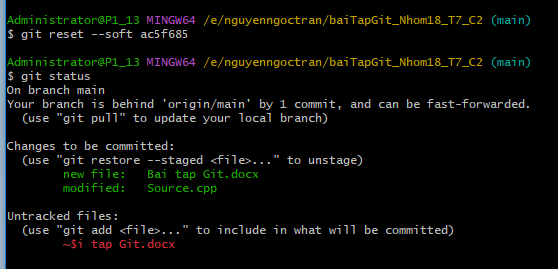 Administrator@P1_13 MINGW64 /e/nguyenngoctran/baiTapGit_Nhom18_T7_C2 (main)
$ git reset --soft ac5f685
Administrator@P1_13 MINGW64 /e/nguyenngoctran/baiTapGit_Nhom18_T7_C2 (main)
$ git status
On branch main
Your branch is behind 'origin/main' by 1 commit, and can be fast-forwarded.
  (use "git pull" to update your local branch)
Changes to be committed:
  (use "git restore --staged <file>..." to unstage)
        new file:   Bai tap Git.docx
        modified:   Source.cpp
Untracked files:
  (use "git add <file>..." to include in what will be committed)
        ~$i tap Git.docx